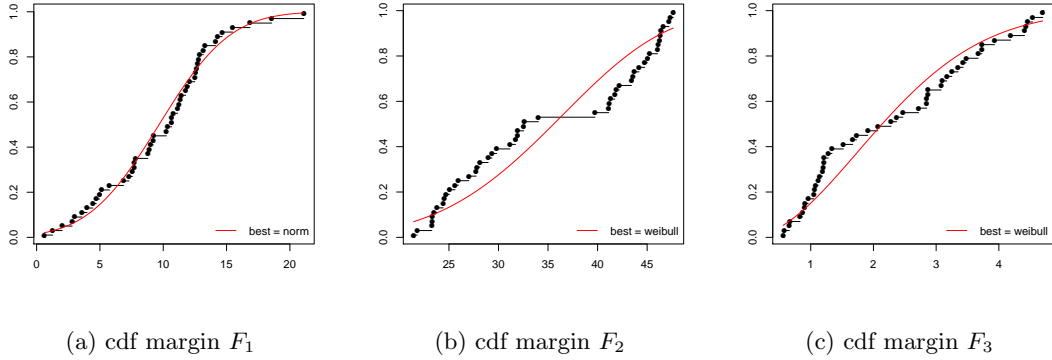 0.0 0.2 0.4 0.6 0.8 1.0
0 5 10 15 20
best = norm
0.0 0.2 0.4 0.6 0.8 1.0
25 30 35 40 45
best = weibull
0.0 0.2 0.4 0.6 0.8 1.0
1 2 3 4
best = weibull
(a) cdf margin F₁
(b) cdf margin F₂
(c) cdf margin F₃